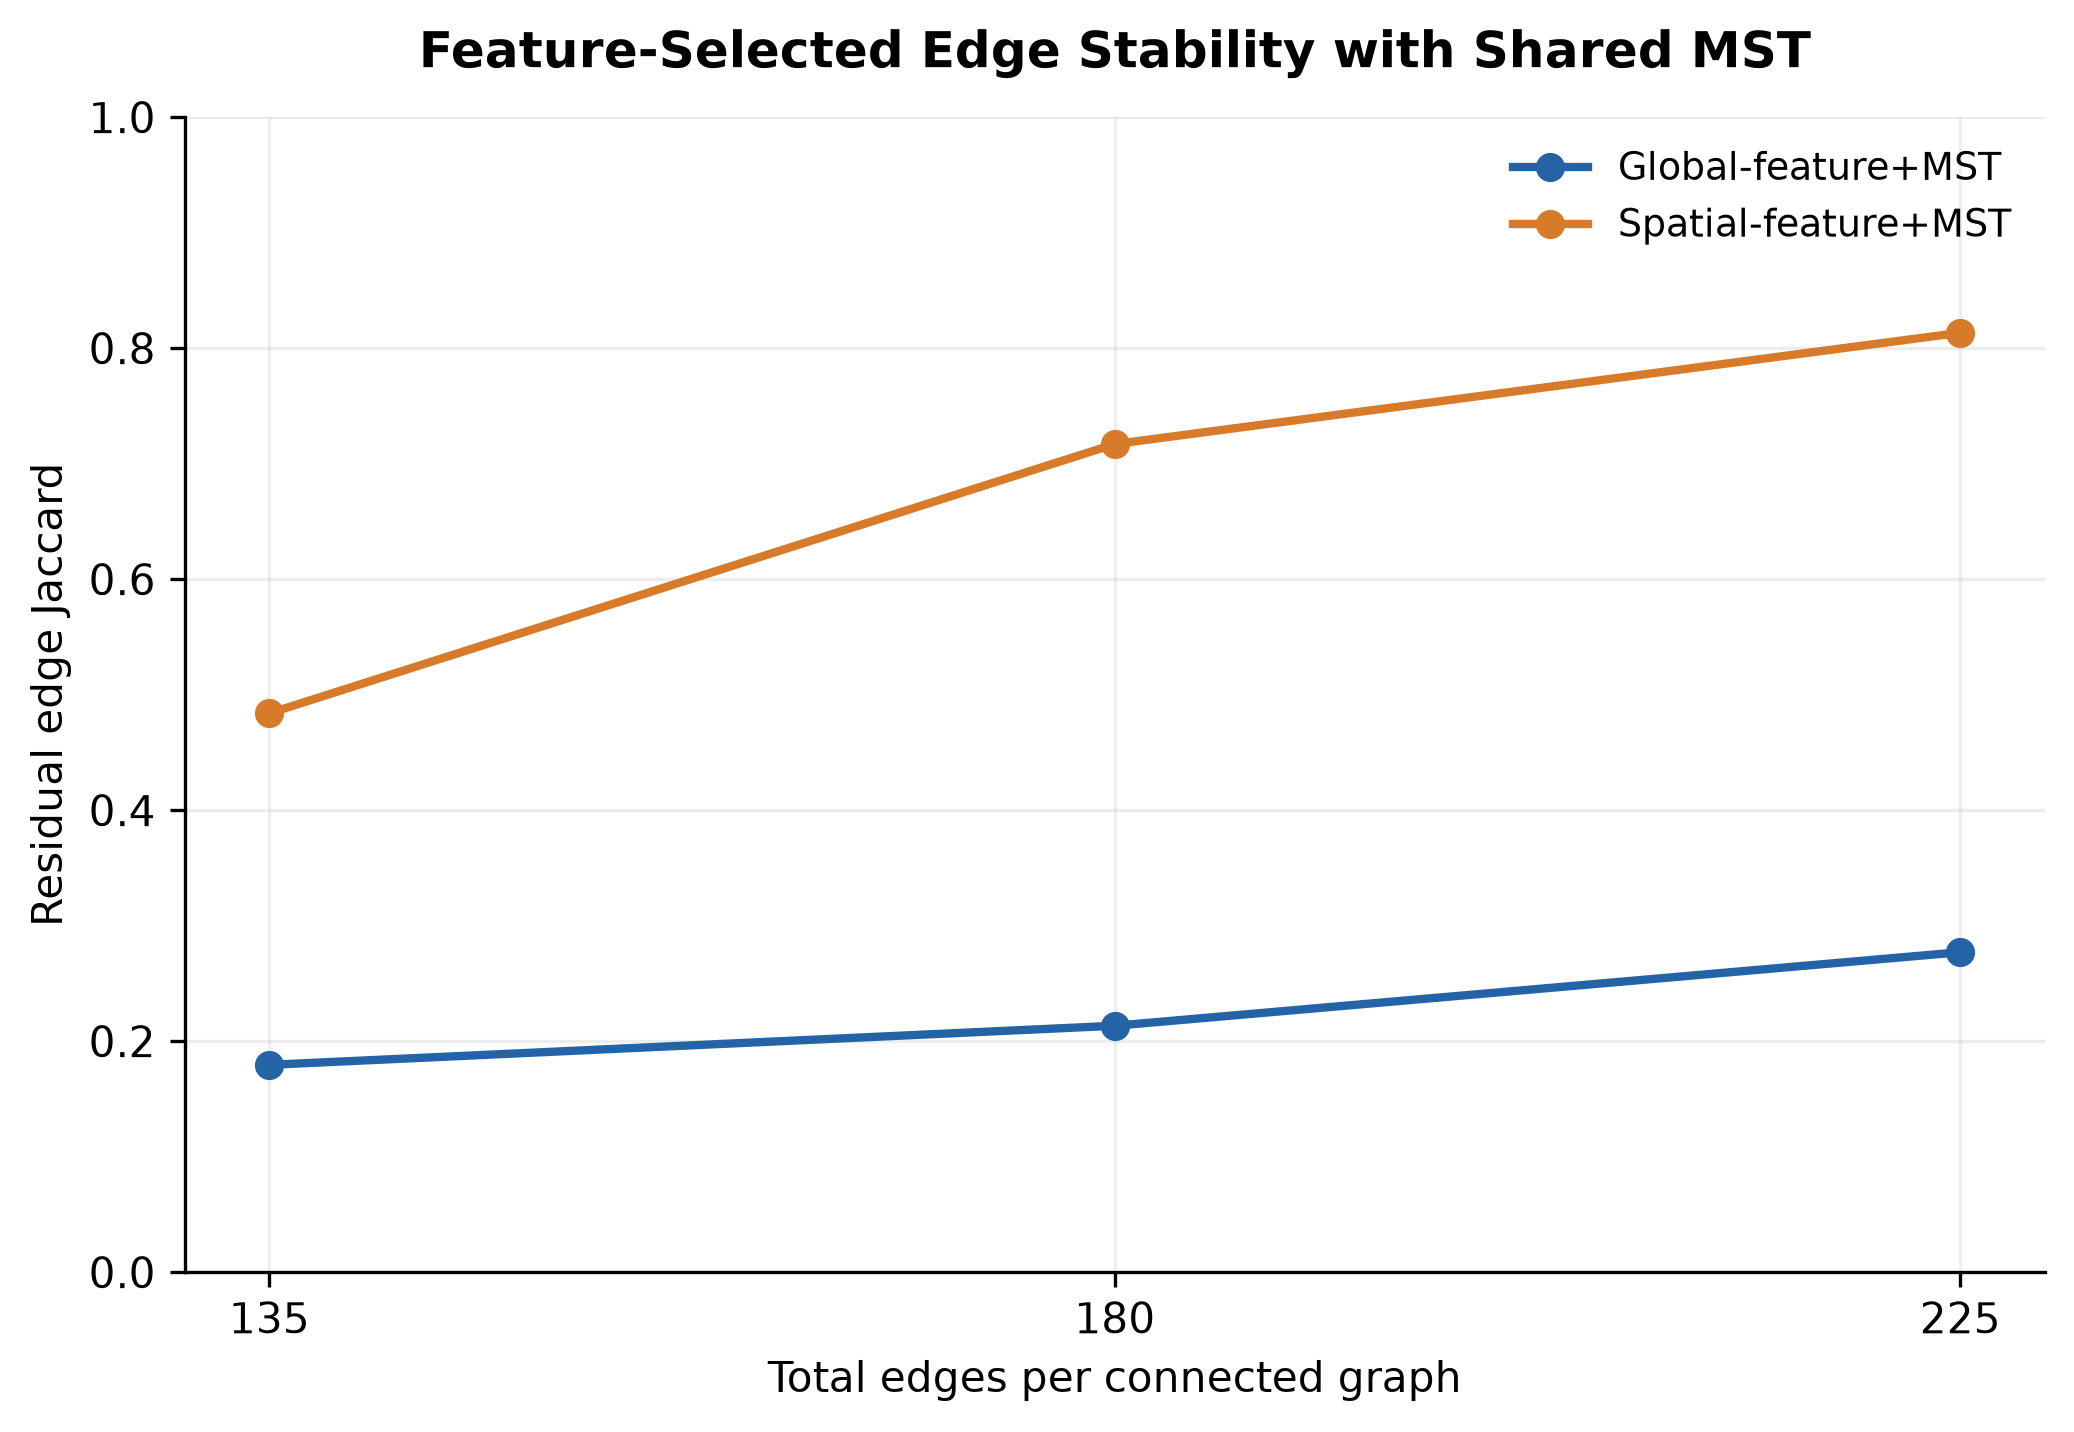 Feature-Selected Edge Stability with Shared MST
1.0
0.8
0.6
0.4
0.2
0.0
Residual edge Jaccard
Global-feature+MST
Spatial-feature+MST
135 180 225
Total edges per connected graph